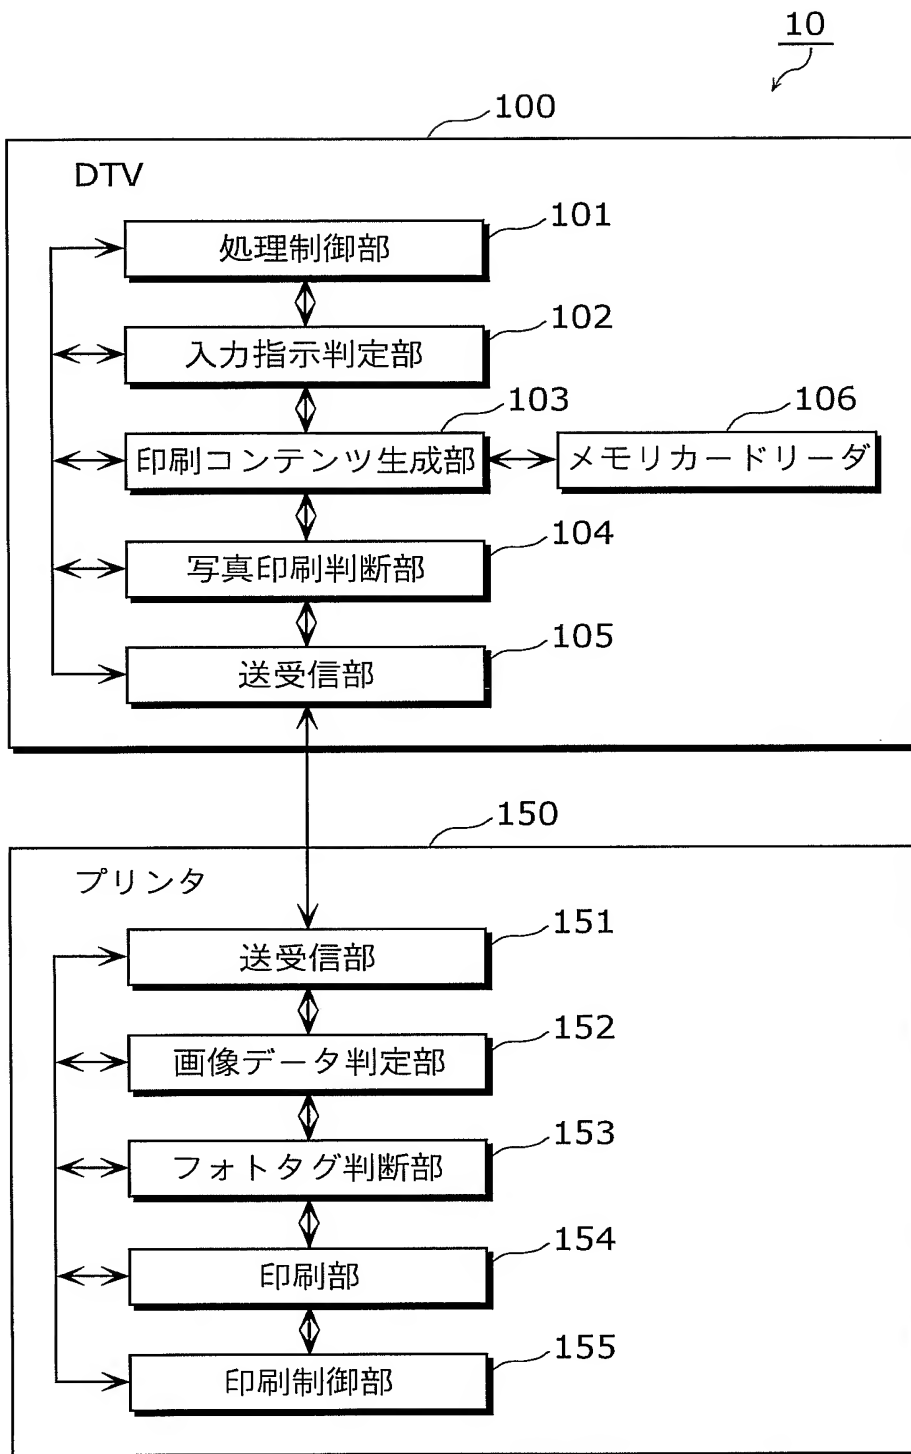 10
100
DTV
101
処理制御部
102
入力指示判定部
103
印刷コンテンツ生成部
106
メモリカードリーダ
104
写真印刷判断部
105
送受信部
150
プリンタ
151
送受信部
152
画像データ判定部
153
フォトタグ判断部
154
印刷部
155
印刷制御部